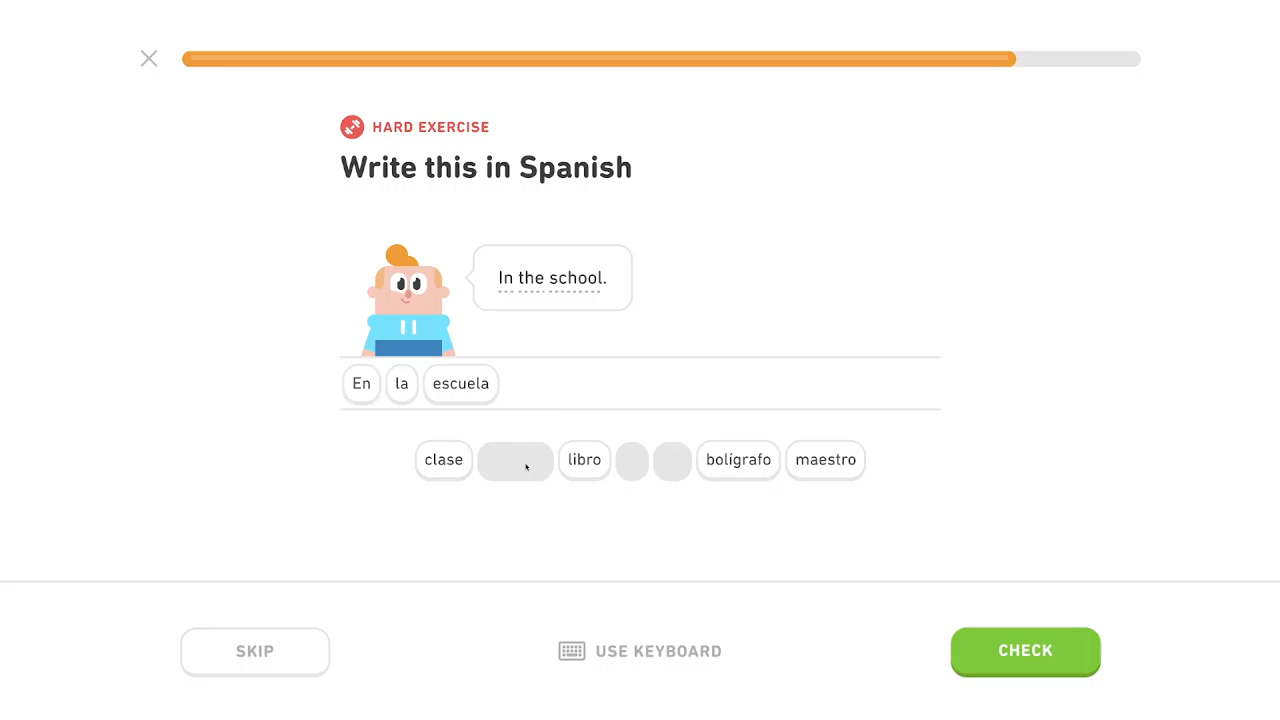 HARD EXERCISE
Write this in Spanish
In the school.
En la escuela
clase libro bolígrafo maestro
SKIP USE KEYBOARD CHECK